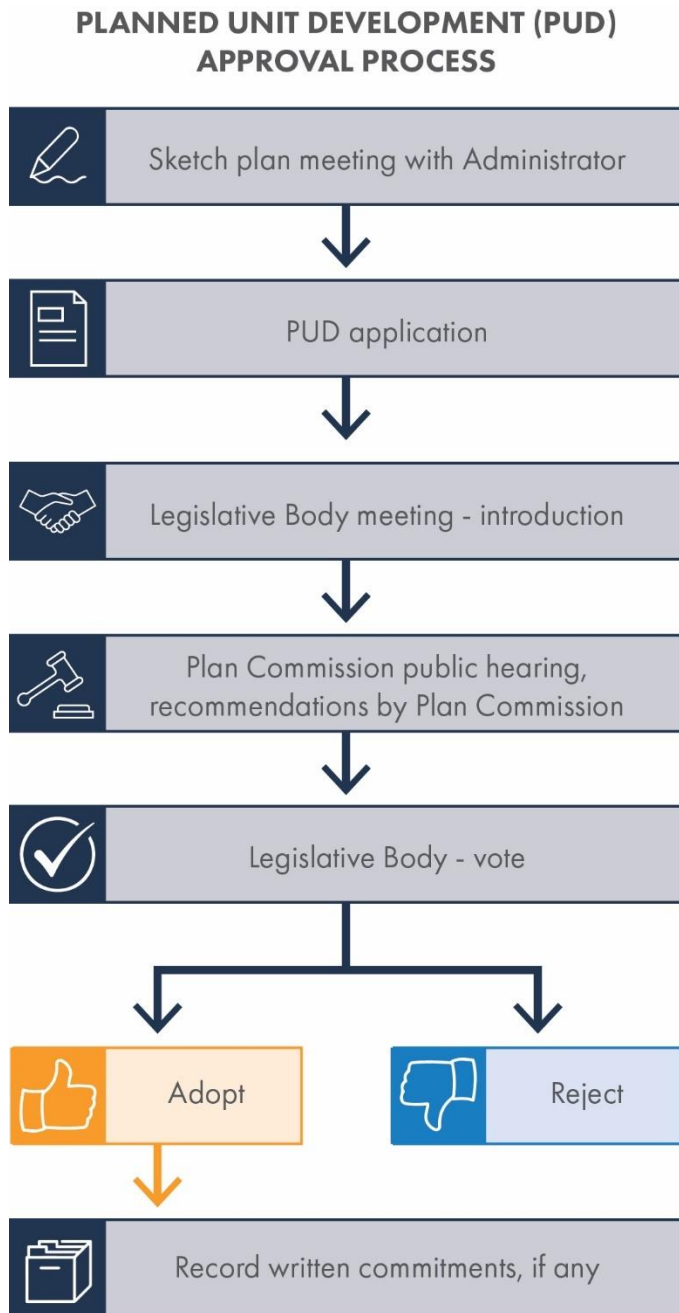 PLANNED UNIT DEVELOPMENT (PUD)
APPROVAL PROCESS
Sketch plan meeting with Administrator
PUD application
Legislative Body meeting - introduction
Plan Commission public hearing,
recommendations by Plan Commission
Legislative Body - vote
Adopt
Reject
Record written commitments, if any